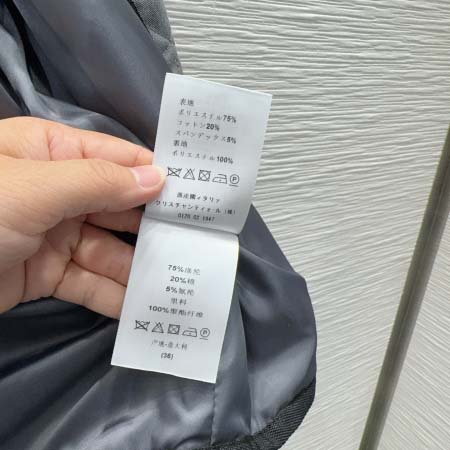 表地
ポリエステル75%
コットン20%
スパンデックス5%
裏地
ポリエステル100%
イタリア
クリスチャンディオール（株）
0120 02 1947
75%涤纶
20%棉
5%氨纶
里料
100%聚酯纤维
产地-意大利
(36)